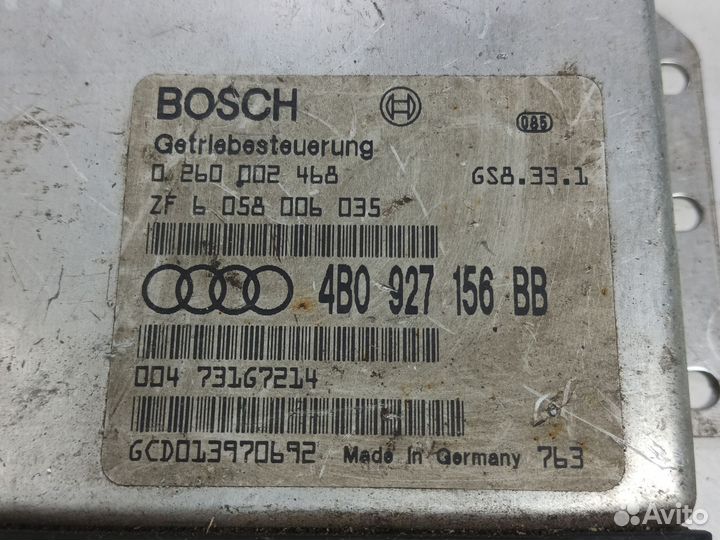 BOSCH
085
Getriebesteuerung
0 260 002 468 GS8.33.1
ZF 6 058 006 035
4B0 927 156 BB
004 73167214
GCD013970692 Made in Germany 763
Avito